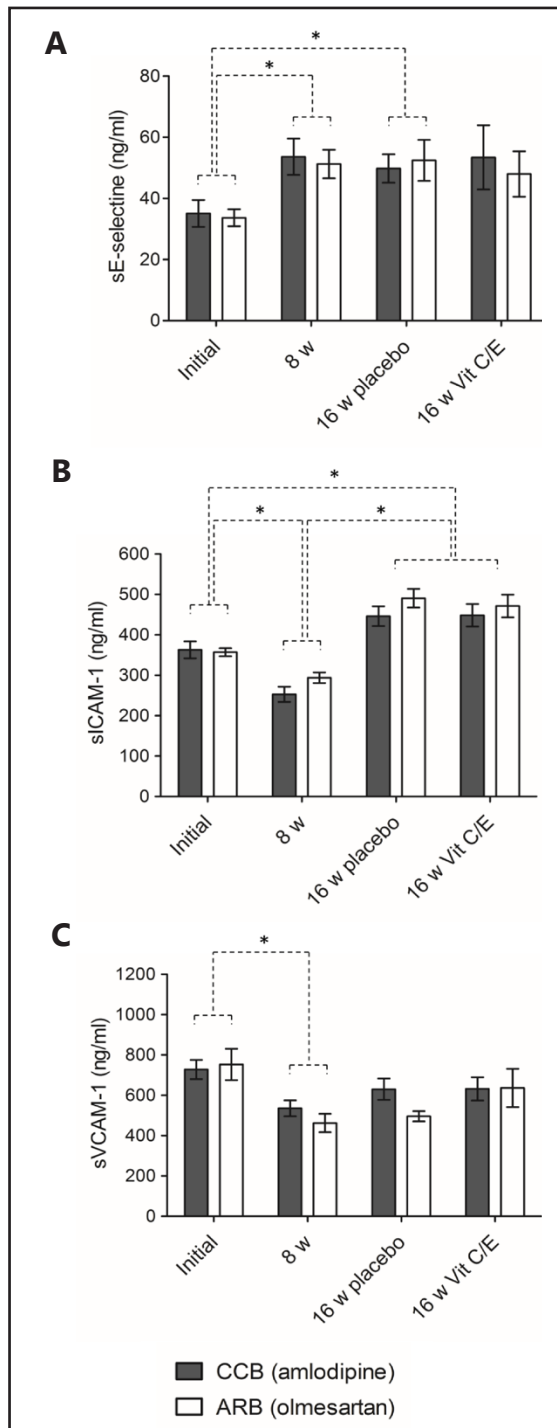 A
*
*
sE-selectine (ng/ml)
80
60
40
20
0
Initial
8 w
16 w placebo
16 w Vit C/E
B
*
*
*
sICAM-1 (ng/ml)
600
500
400
300
200
100
0
Initial
8 w
16 w placebo
16 w Vit C/E
C
*
sVCAM-1 (ng/ml)
1200
1000
800
600
400
200
0
Initial
8 w
16 w placebo
16 w Vit C/E
CCB (amlodipine)
ARB (olmesartan)